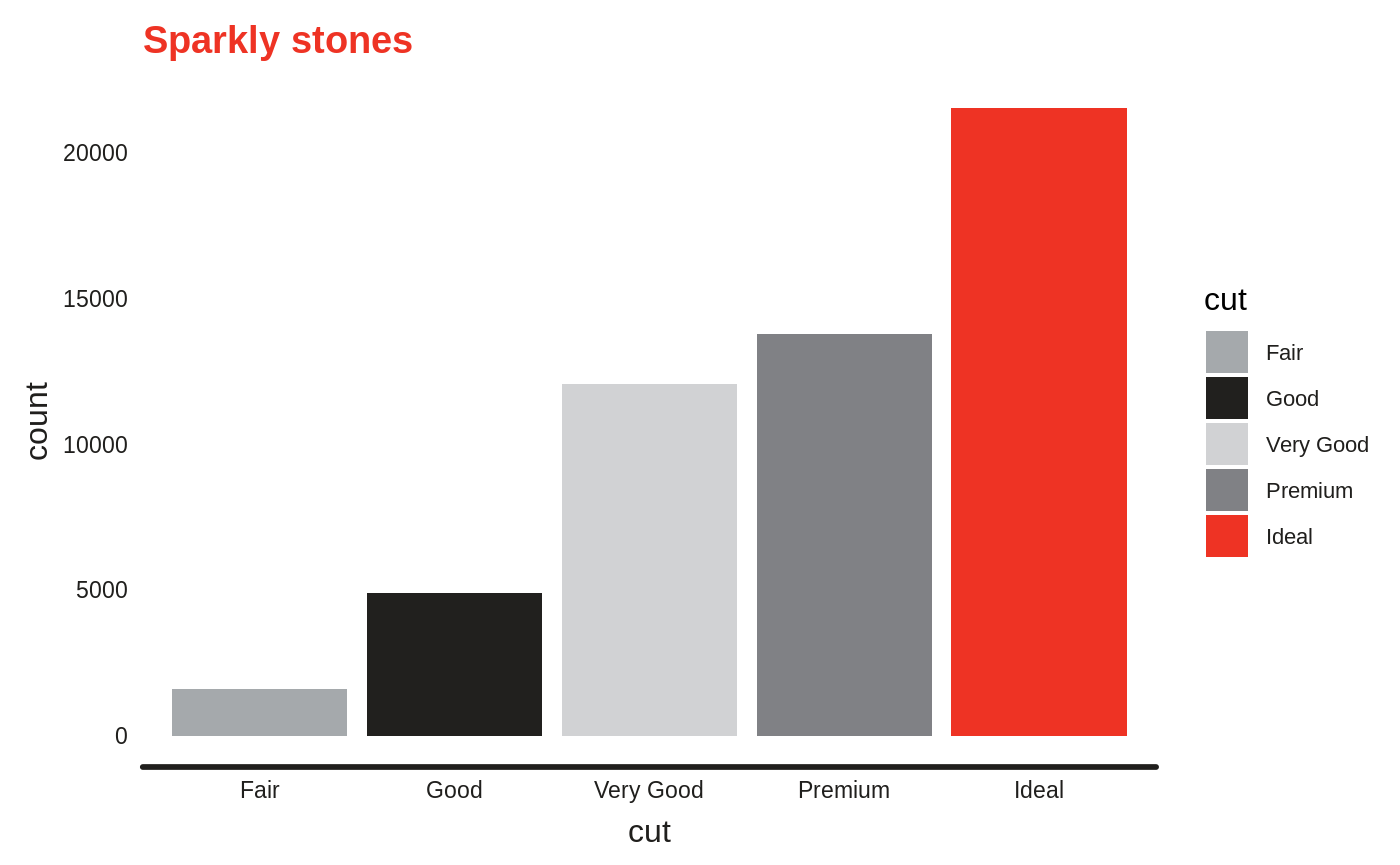 Sparkly stones
count
20000
15000
10000
5000
0
Fair
Good
Very Good
Premium
Ideal
cut
cut
Fair
Good
Very Good
Premium
Ideal